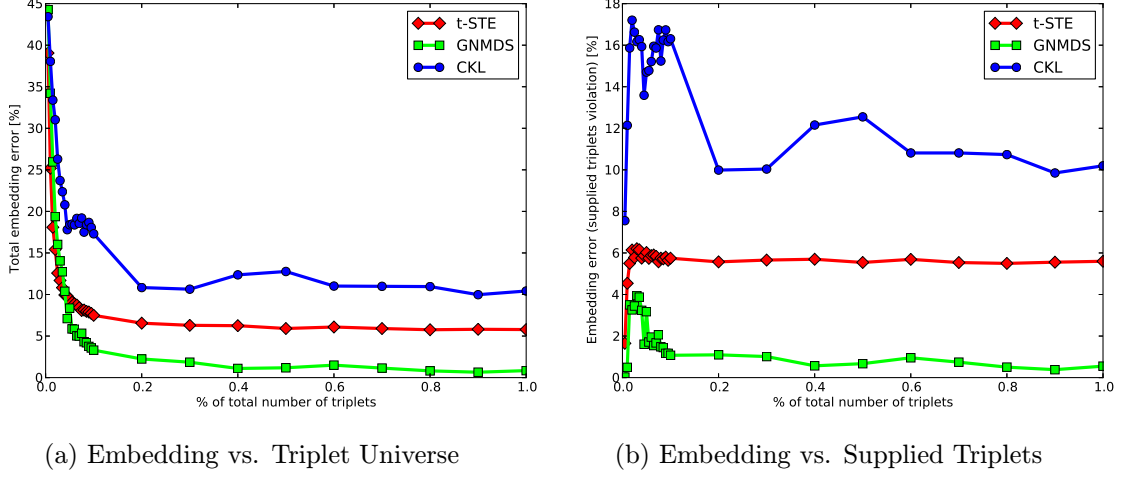 45
40
35
30
25
20
15
10
5
0
0.0
0.2
0.4
0.6
0.8
1.0
Total embedding error [%]
% of total number of triplets
t-STE
GNMDS
CKL
(a) Embedding vs. Triplet Universe
18
16
14
12
10
8
6
4
2
0
0.0
0.2
0.4
0.6
0.8
1.0
Embedding error (supplied triplets violation) [%]
% of total number of triplets
t-STE
GNMDS
CKL
(b) Embedding vs. Supplied Triplets